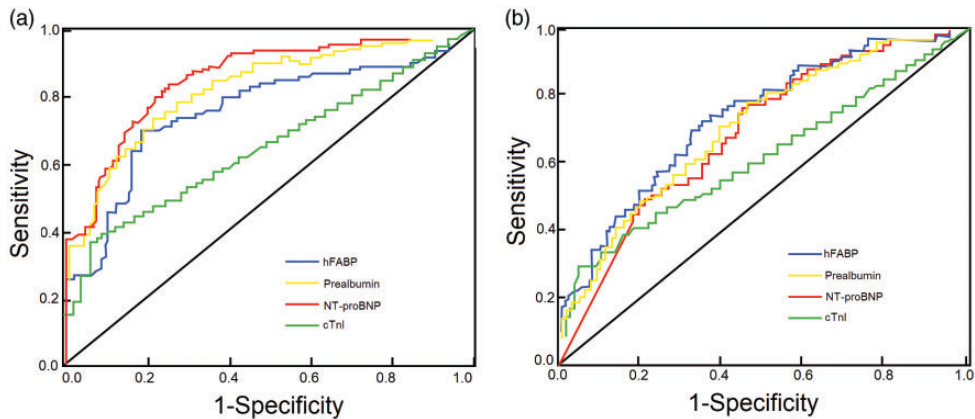 (a)
1.0
0.8
0.6
0.4
0.2
0.0
Sensitivity
hFABP
Prealbumin
NT-proBNP
cTnI
0.0 0.2 0.4 0.6 0.8 1.0
1-Specificity
(b)
1.0
0.8
0.6
0.4
0.2
0.0
Sensitivity
hFABP
Prealbumin
NT-proBNP
cTnI
0.0 0.2 0.4 0.6 0.8 1.0
1-Specificity